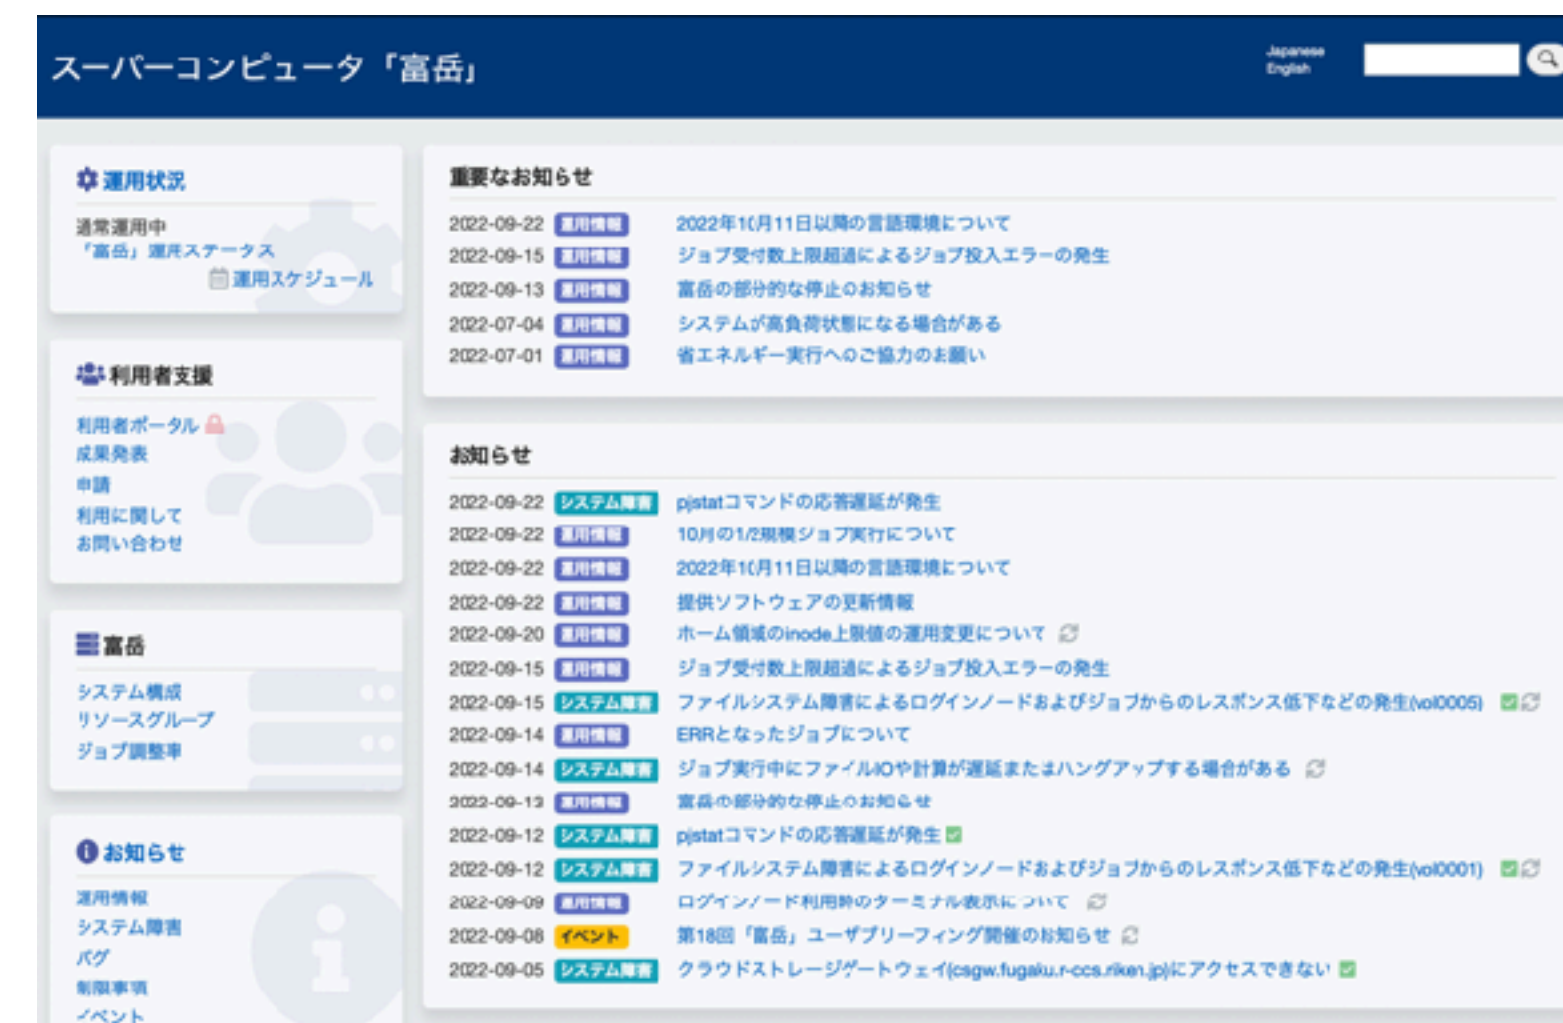 スーパーコンピュータ「富岳」
Japanese
English
運用状況
通常運用中
「富岳」運用ステータス
運用スケジュール
利用者支援
利用者ポータル
成果発表
申請
利用に関して
お問い合わせ
富岳
システム構成
リソースグループ
ジョブ調整率
お知らせ
運用情報
システム障害
バグ
制限事項
イベント
重要なお知らせ
2022-09-22 運用情報 2022年10月11日以降の言語環境について
2022-09-15 運用情報 ジョブ受付数上限超過によるジョブ投入エラーの発生
2022-09-13 運用情報 富岳の部分的な停止のお知らせ
2022-07-04 運用情報 システムが高負荷状態になる場合がある
2022-07-01 運用情報 省エネルギー実行へのご協力のお願い
お知らせ
2022-09-22 システム障害 pjstatコマンドの応答遅延が発生
2022-09-22 運用情報 10月の1/2規模ジョブ実行について
2022-09-22 運用情報 2022年10月11日以降の言語環境について
2022-09-22 運用情報 提供ソフトウェアの更新情報
2022-09-20 運用情報 ホーム領域のinode上限値の運用変更について
2022-09-15 運用情報 ジョブ受付数上限超過によるジョブ投入エラーの発生
2022-09-15 システム障害 ファイルシステム障害によるログインノードおよびジョブからのレスポンス低下などの発生(vol0005)
2022-09-14 運用情報 ERRとなったジョブについて
2022-09-14 システム障害 ジョブ実行中にファイルIOや計算が遅延またはハングアップする場合がある
2022-09-13 運用情報 富岳の部分的な停止のお知らせ
2022-09-12 システム障害 pjstatコマンドの応答遅延が発生
2022-09-12 システム障害 ファイルシステム障害によるログインノードおよびジョブからのレスポンス低下などの発生(vol0001)
2022-09-09 運用情報 ログインノード利用時のターミナル表示について
2022-09-08 イベント 第18回「富岳」ユーザブリーフィング開催のお知らせ
2022-09-05 システム障害 クラウドストレージゲートウェイ(csgw.fugaku.r-ccs.riken.jp)にアクセスできない